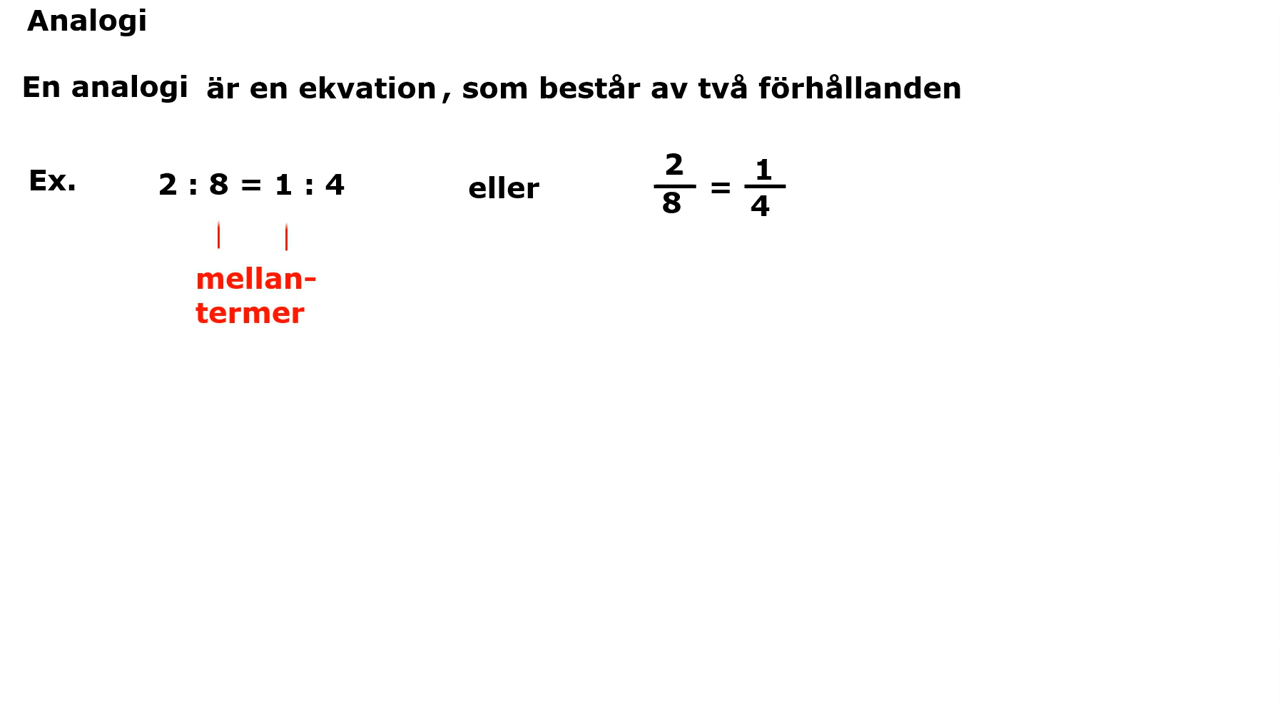 Analogi
En analogi är en ekvation, som består av två förhållanden
Ex. 2 : 8 = 1 : 4 eller 2/8 = 1/4
mellan-
termer